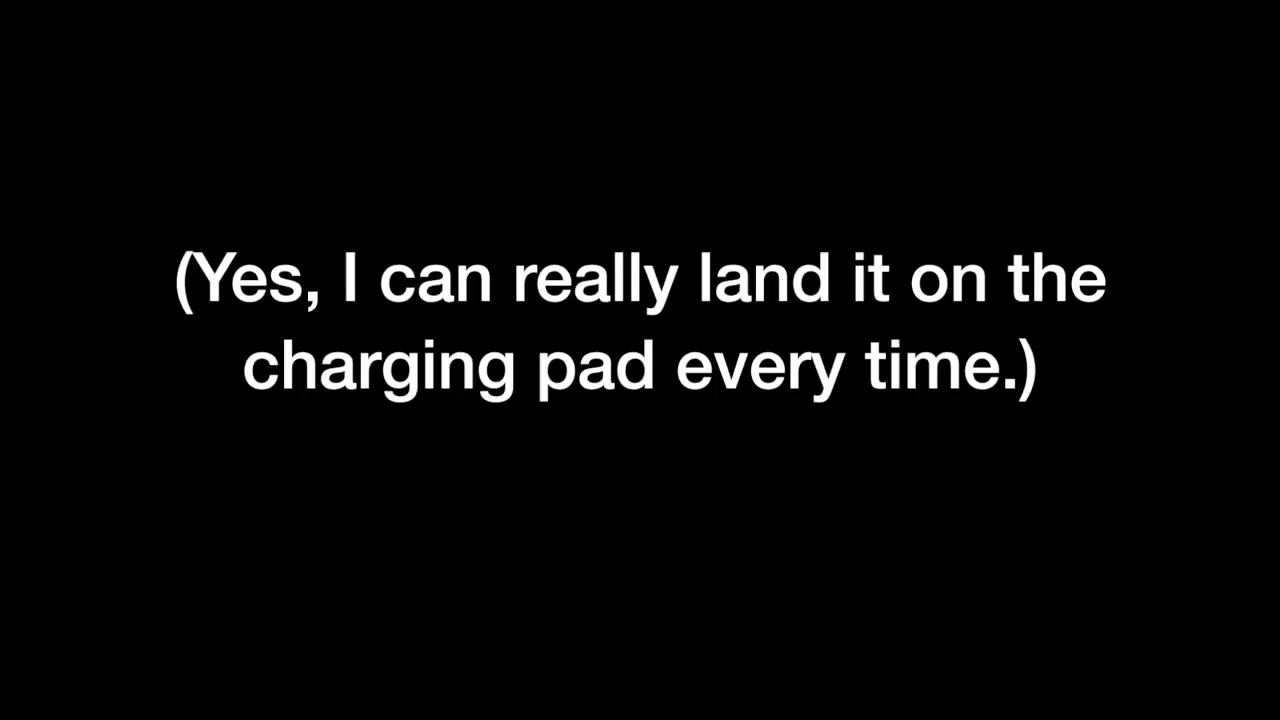 (Yes, I can really land it on the
charging pad every time.)